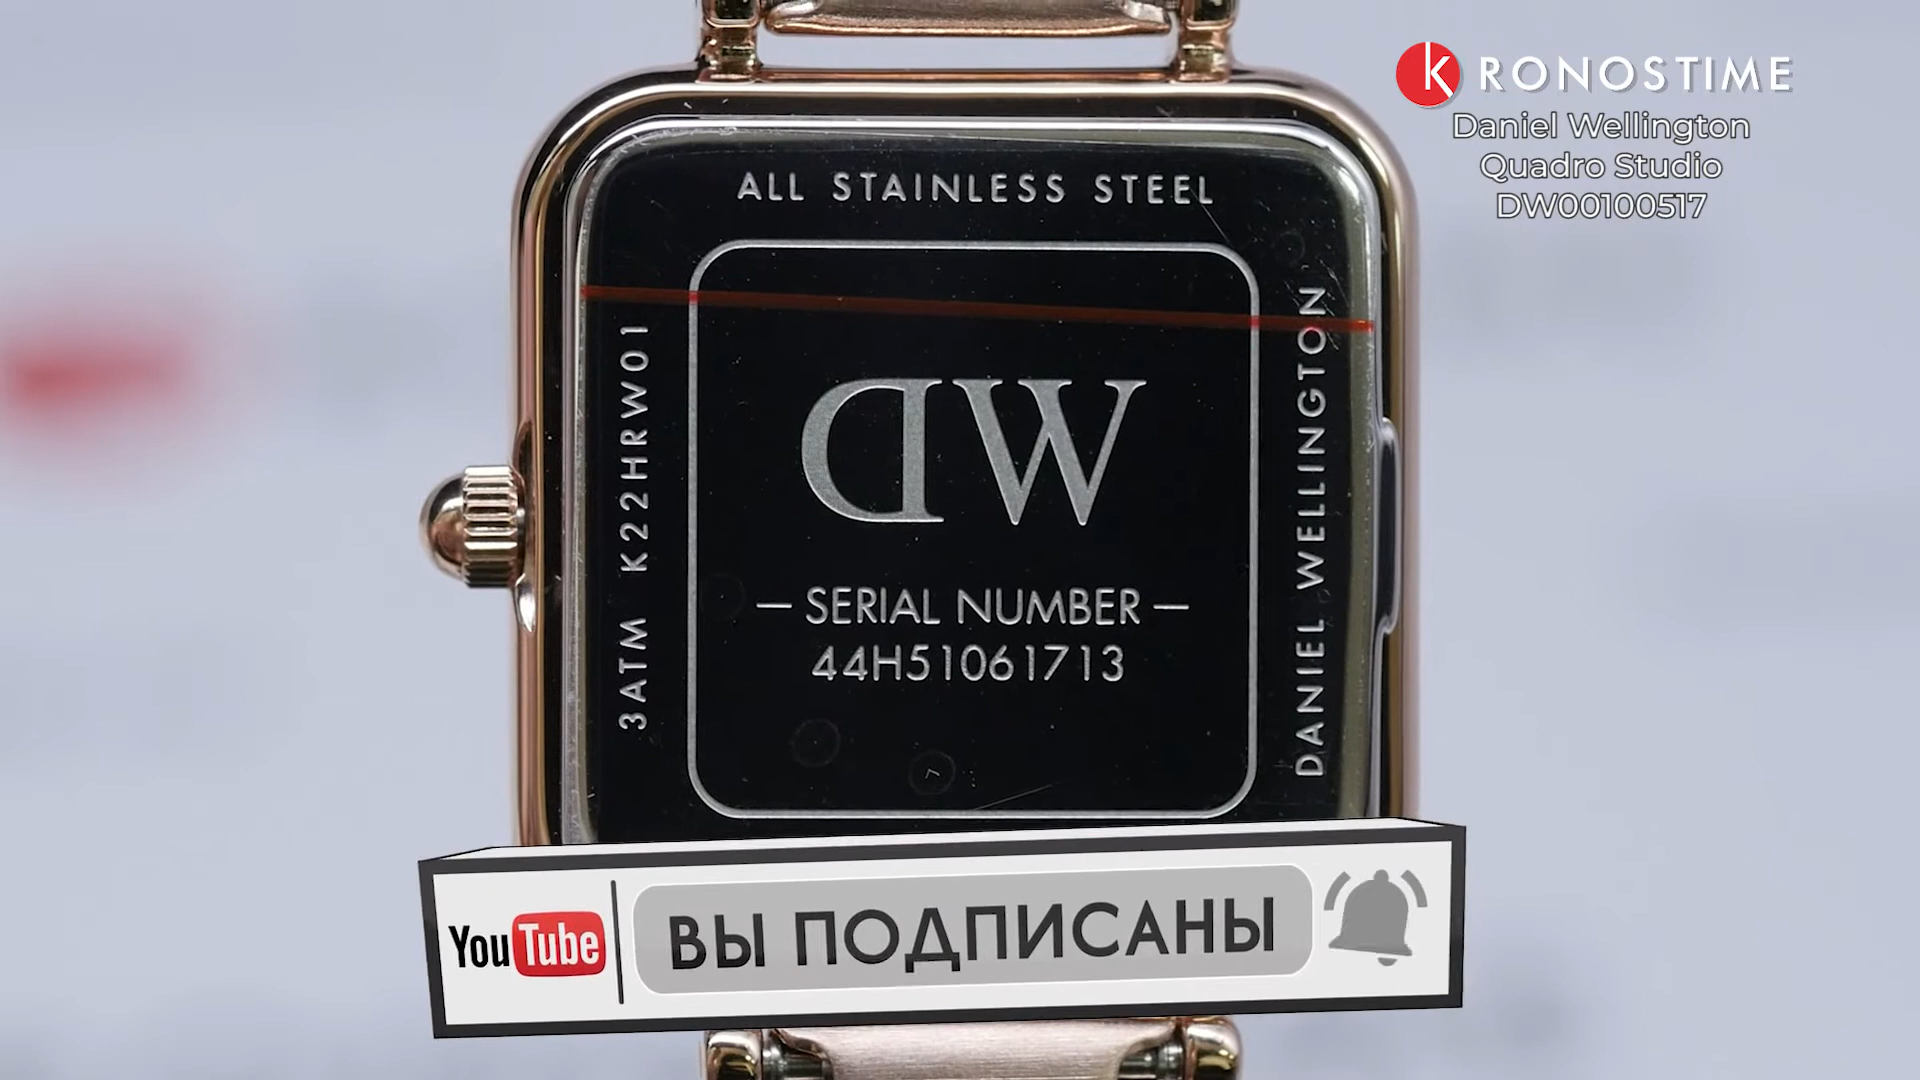 KRONOSTIME
Daniel Wellington
Quadro Studio
DW00100517
ALL STAINLESS STEEL
3ATM K22HRW01
DANIEL WELLINGTON
DW
— SERIAL NUMBER —
44H51061713
YouTube
ВЫ ПОДПИСАНЫ